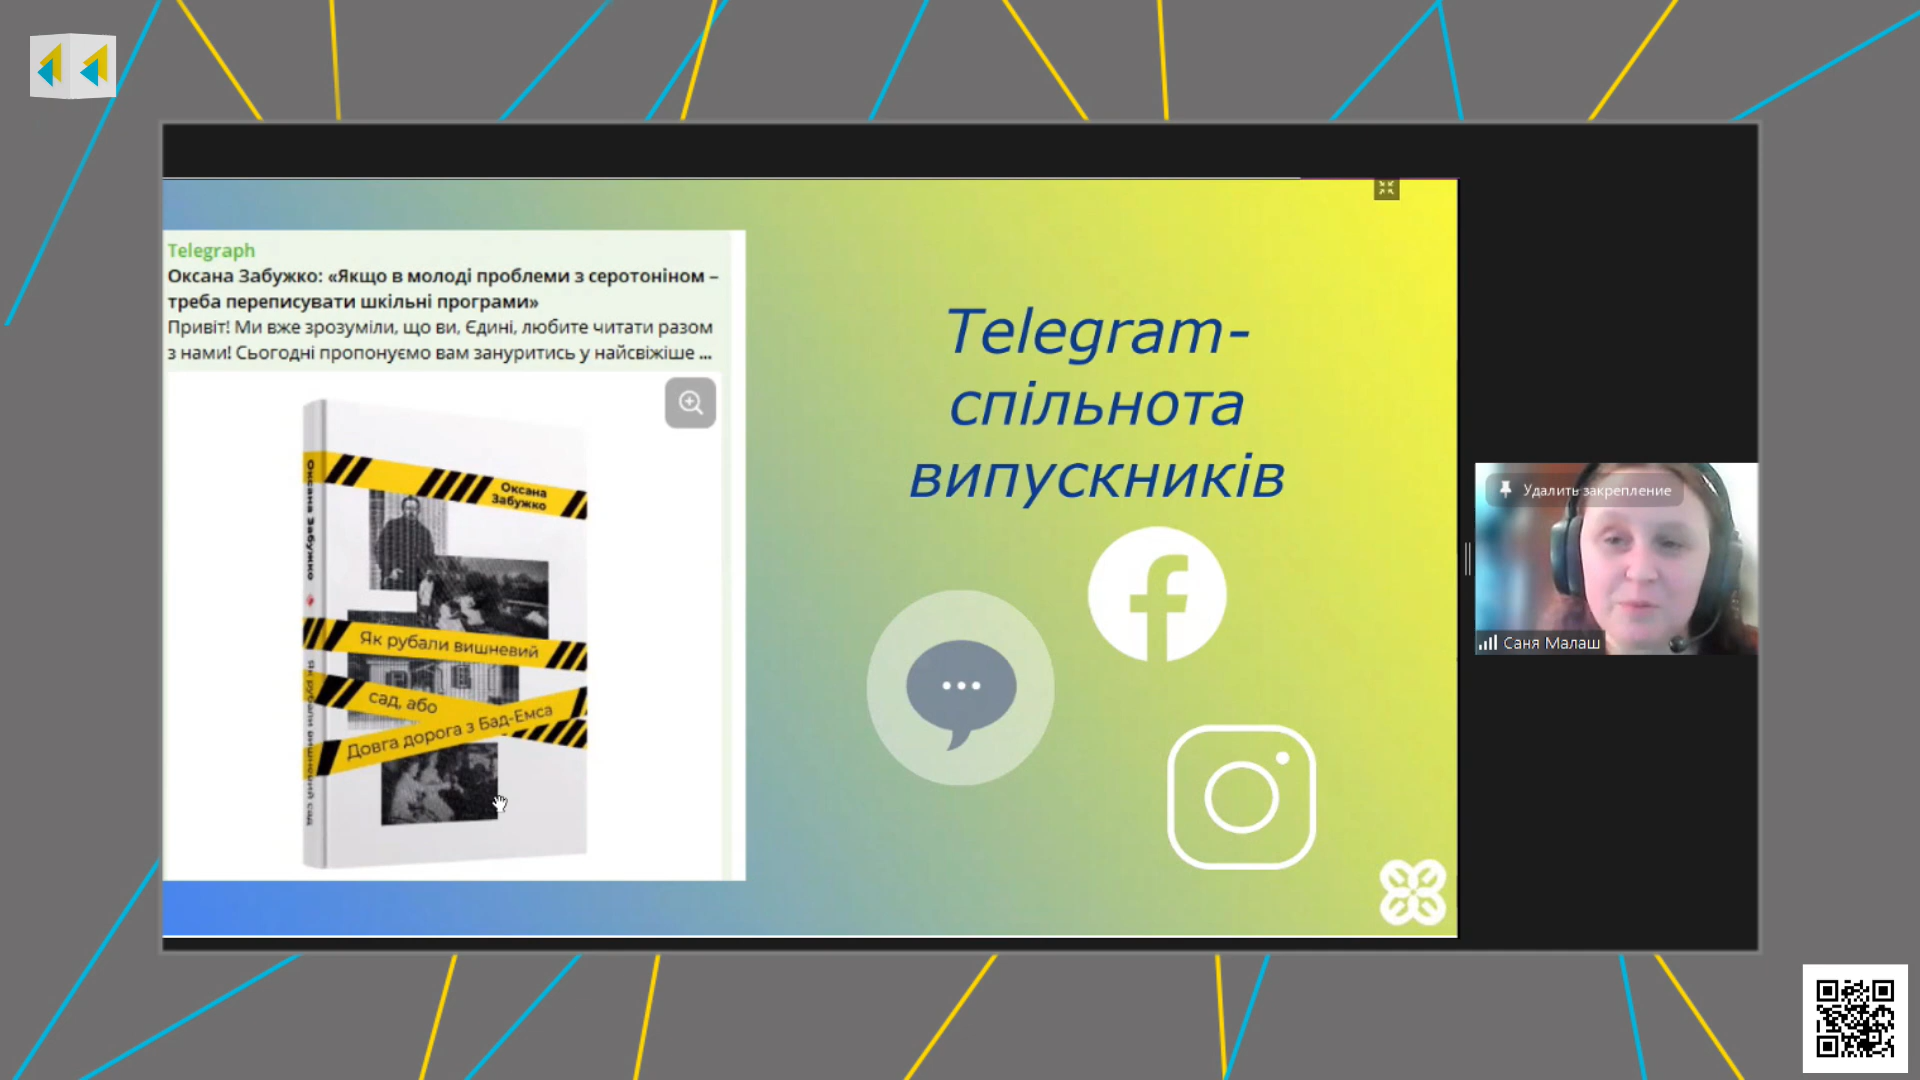 Telegraph
Оксана Забужко: «Якщо в молоді проблеми з серотоніном –
треба переписувати шкільні програми»
Привіт! Ми вже зрозуміли, що ви, Єдині, любите читати разом
з нами! Сьогодні пропонуємо вам зануритись у найсвіжіше ...
Оксана
Забужко
Оксана Забужко
Як рубали вишневий
сад, або
Довга дорога з Бад-Емса
Telegram-
спільнота
випускників
Удалить закрепление
Саня Малаш